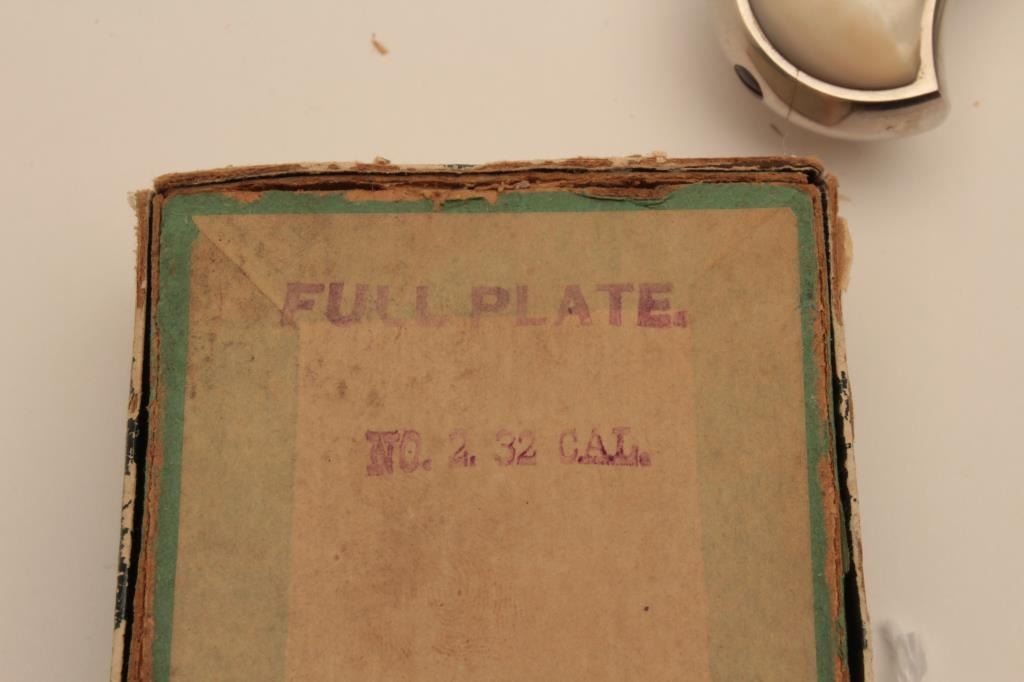 FULL PLATE.
NO. 2. 32 CAL.